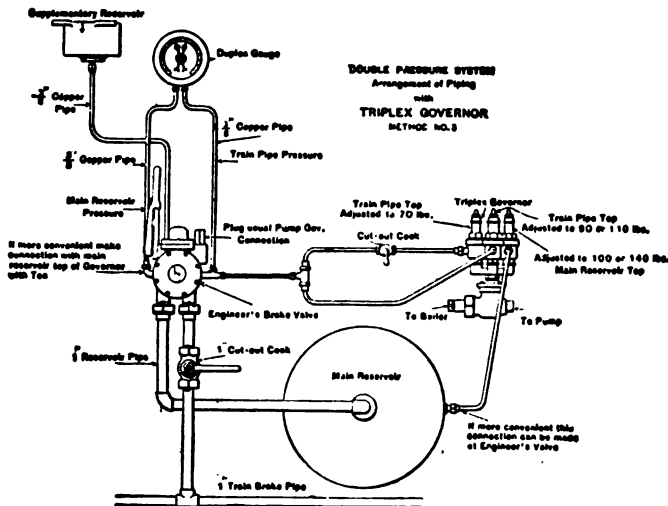 Supplementary Reservoir
Duplex Gauge
DOUBLE PRESSURE SYSTEM
Arrangement of Piping
with
TRIPLEX GOVERNOR
METHOD NO. 3
Copper
Pipe
Copper Pipe
Train Pipe Pressure
Copper Pipe
Main Reservoir
Pressure
Plug usual Pump Gov.
Connection
Train Pipe Top
Adjusted to 70 lbs.
Triplex Governor
Train Pipe Top
Adjusted to 90 or 110 lbs.
Cut-out Cock
Adjusted to 100 or 140 lbs.
Main Reservoir Top
If more convenient make
connection with main
reservoir top of Governor
with Tee
To Boiler
To Pump
Engineer's Brake Valve
1" Reservoir Pipe
1" Cut-out Cock
Main Reservoir
If more convenient this
connection can be made
at Engineer's Valve
1" Train Brake Pipe